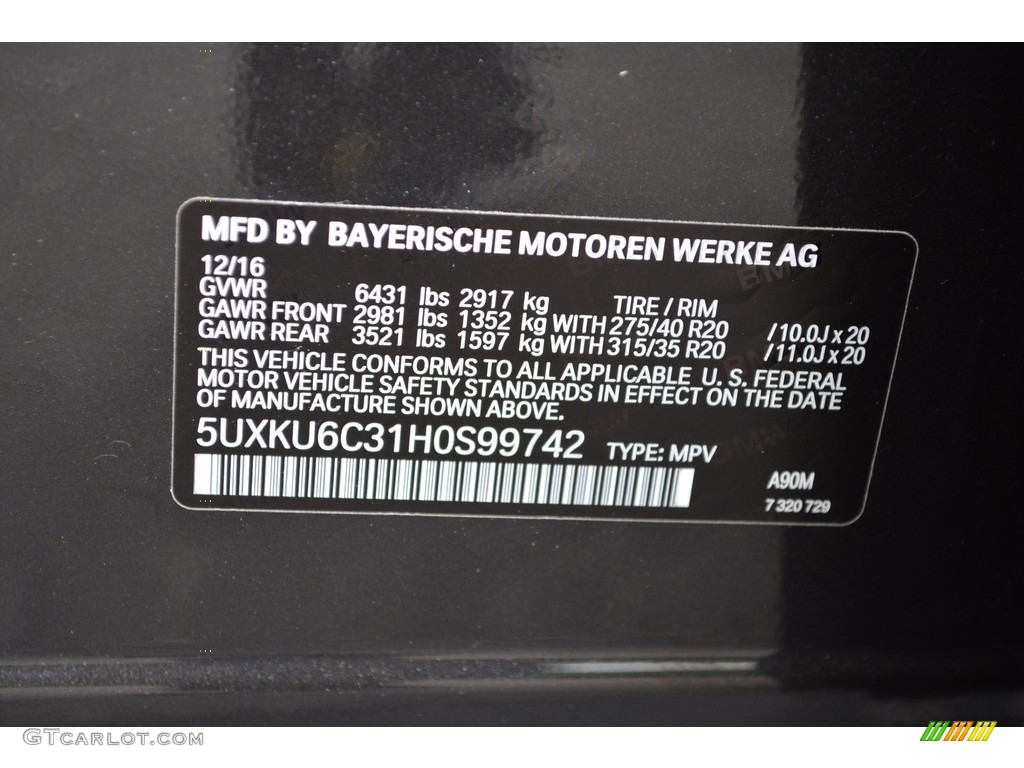 MFD BY BAYERISCHE MOTOREN WERKE AG
12/16
GVWR 6431 lbs 2917 kg TIRE / RIM
GAWR FRONT 2981 lbs 1352 kg WITH 275/40 R20 /10.0J x 20
GAWR REAR 3521 lbs 1597 kg WITH 315/35 R20 /11.0J x 20
THIS VEHICLE CONFORMS TO ALL APPLICABLE U. S. FEDERAL
MOTOR VEHICLE SAFETY STANDARDS IN EFFECT ON THE DATE
OF MANUFACTURE SHOWN ABOVE.
5UXKU6C31H0S99742 TYPE: MPV
A90M
7 320 729
GTCARLOT.COM